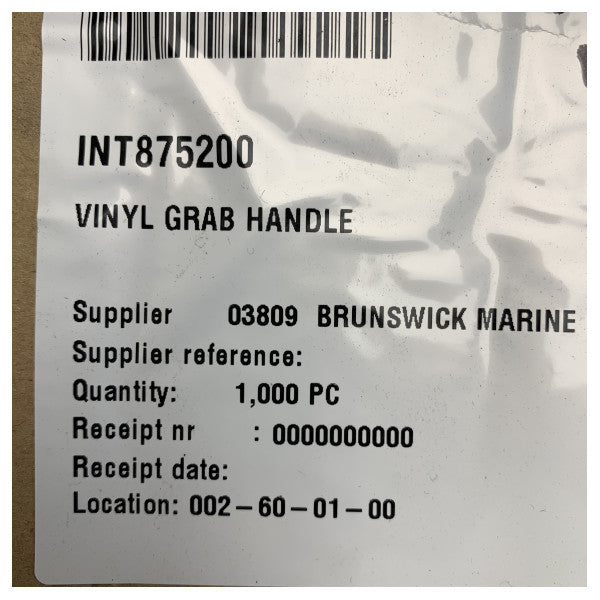 INT875200
VINYL GRAB HANDLE
Supplier 03809 BRUNSWICK MARINE
Supplier reference:
Quantity: 1,000 PC
Receipt nr : 0000000000
Receipt date:
Location: 002-60-01-00